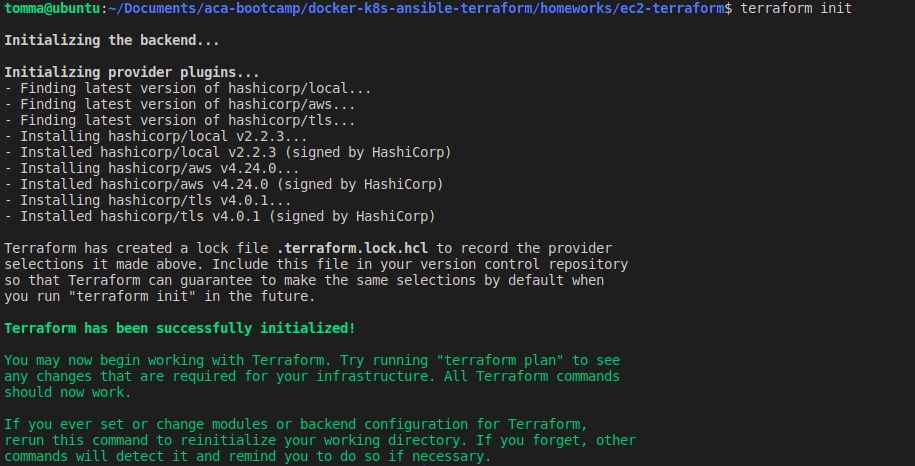 tomma@ubuntu:~/Documents/aca-bootcamp/docker-k8s-ansible-terraform/homeworks/ec2-terraform$ terraform init
Initializing the backend...
Initializing provider plugins...
- Finding latest version of hashicorp/local...
- Finding latest version of hashicorp/aws...
- Finding latest version of hashicorp/tls...
- Installing hashicorp/local v2.2.3...
- Installed hashicorp/local v2.2.3 (signed by HashiCorp)
- Installing hashicorp/aws v4.24.0...
- Installed hashicorp/aws v4.24.0 (signed by HashiCorp)
- Installing hashicorp/tls v4.0.1...
- Installed hashicorp/tls v4.0.1 (signed by HashiCorp)
Terraform has created a lock file .terraform.lock.hcl to record the provider
selections it made above. Include this file in your version control repository
so that Terraform can guarantee to make the same selections by default when
you run "terraform init" in the future.
Terraform has been successfully initialized!
You may now begin working with Terraform. Try running "terraform plan" to see
any changes that are required for your infrastructure. All Terraform commands
should now work.
If you ever set or change modules or backend configuration for Terraform,
rerun this command to reinitialize your working directory. If you forget, other
commands will detect it and remind you to do so if necessary.